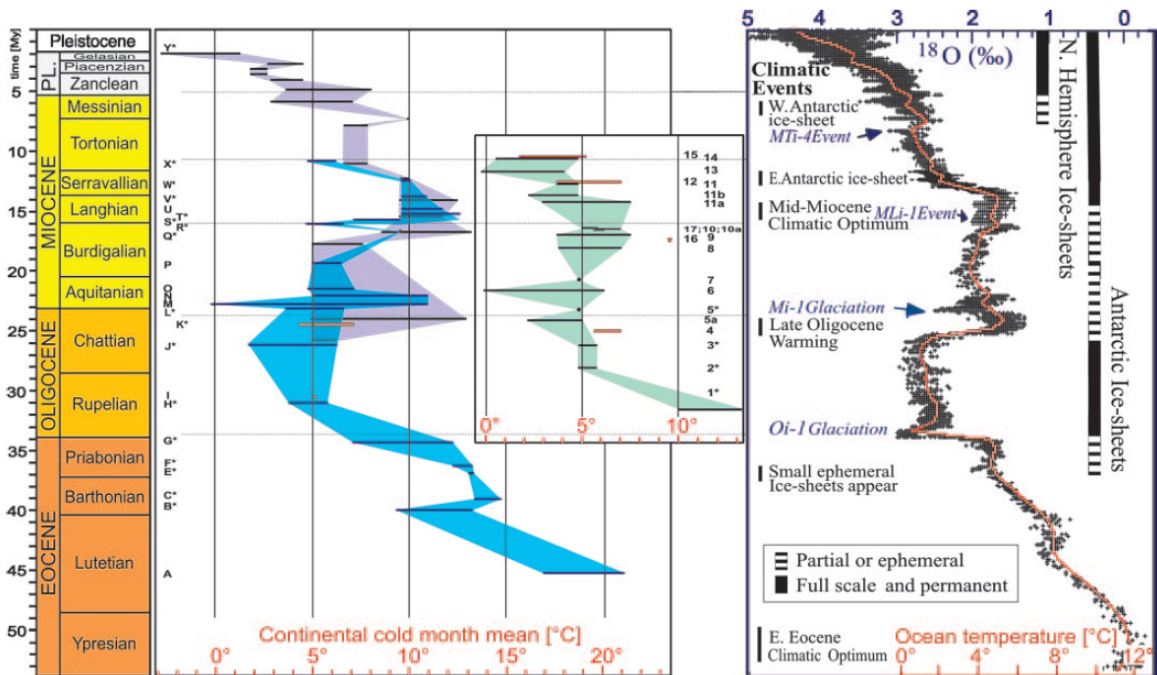 time [My]
Pleistocene
Gelasian
Piacenzian
Zanclean
PL.
Messinian
Tortonian
Serravallian
Langhian
Burdigalian
Aquitanian
MIOCENE
Chattian
Rupelian
OLIGOCENE
Priabonian
Barthonian
Lutetian
Ypresian
EOCENE
5
10
15
20
25
30
35
40
45
50
Y*
X*
W*
V*
U
T*
S*
R*
Q*
P
O
N
M
L*
K*
J*
I
H*
G*
F*
E*
C*
B*
A
Continental cold month mean [°C]
0° 5° 10° 15° 20°
15 14
13
12 11
11b
11a
17;10;10a
16 9
8
7
6
5*
5a
4
3*
2*
1*
0° 5° 10°
5 4 3 2 1 0
18 O (‰)
Climatic
Events
W. Antarctic
ice-sheet
MTi-4Event
E.Antarctic ice-sheet
Mid-Miocene
Climatic Optimum
MLi-1Event
Mi-1Glaciation
Late Oligocene
Warming
Oi-1Glaciation
Small ephemeral
Ice-sheets appear
Partial or ephemeral
Full scale and permanent
E. Eocene
Climatic Optimum
Ocean temperature [°C]
0° 4° 8° 12°
N. Hemisphere Ice-sheets
Antarctic Ice-sheets